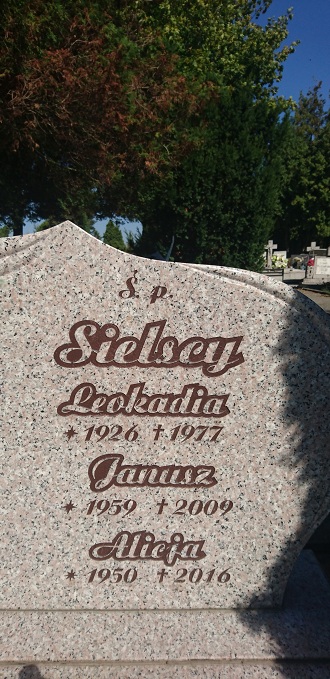 Ś. p.
Sielscy
Leokadia
* 1926 † 1977
Janusz
* 1959 † 2009
Alicja
* 1950 † 2016